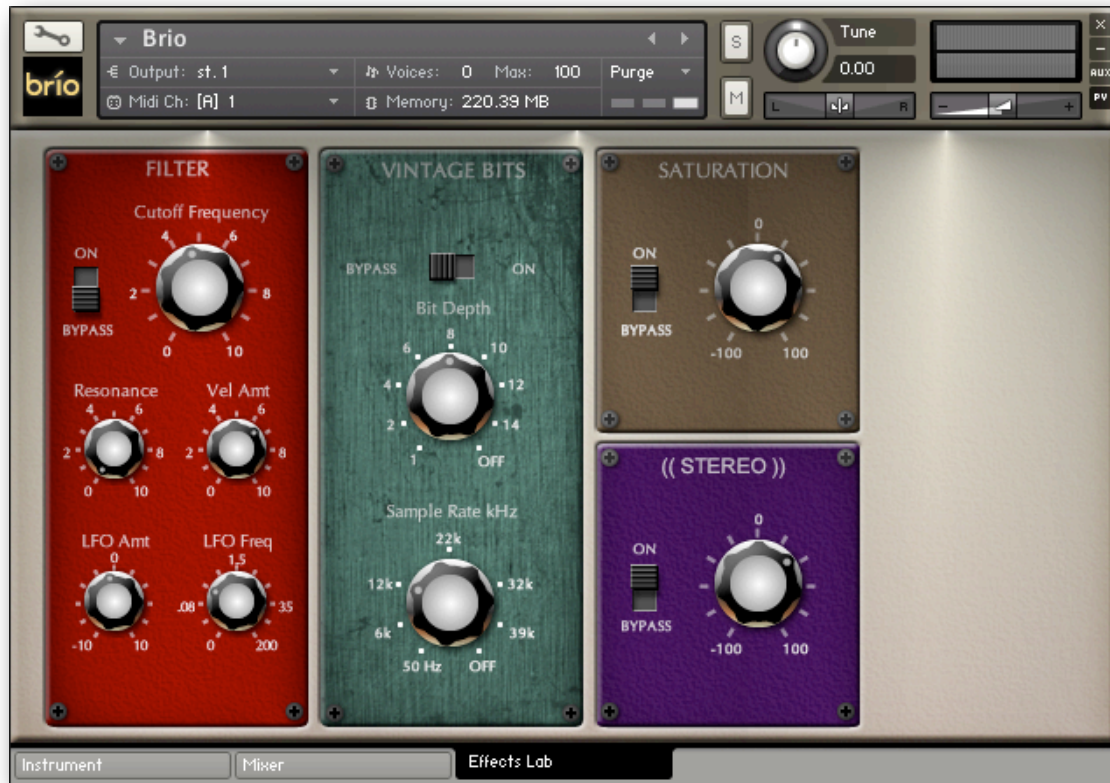 Brio
S
Tune
X
-
brío
Output: st.1
Voices: 0 Max: 100
Purge
0.00
AUX
Midi Ch: [A] 1
Memory: 220.39 MB
M
L R
- +
PV
FILTER
Cutoff Frequency
ON
BYPASS
0 2 4 6 8 10
Resonance
0 2 4 6 8 10
Vel Amt
0 2 4 6 8 10
LFO Amt
-10 0 10
LFO Freq
0 .08 1.5 35 200
VINTAGE BITS
BYPASS ON
Bit Depth
1 2 4 6 8 10 12 14 OFF
Sample Rate kHz
50 Hz 6k 12k 22k 32k 39k OFF
SATURATION
ON
BYPASS
-100 0 100
(( STEREO ))
ON
BYPASS
-100 0 100
Instrument
Mixer
Effects Lab